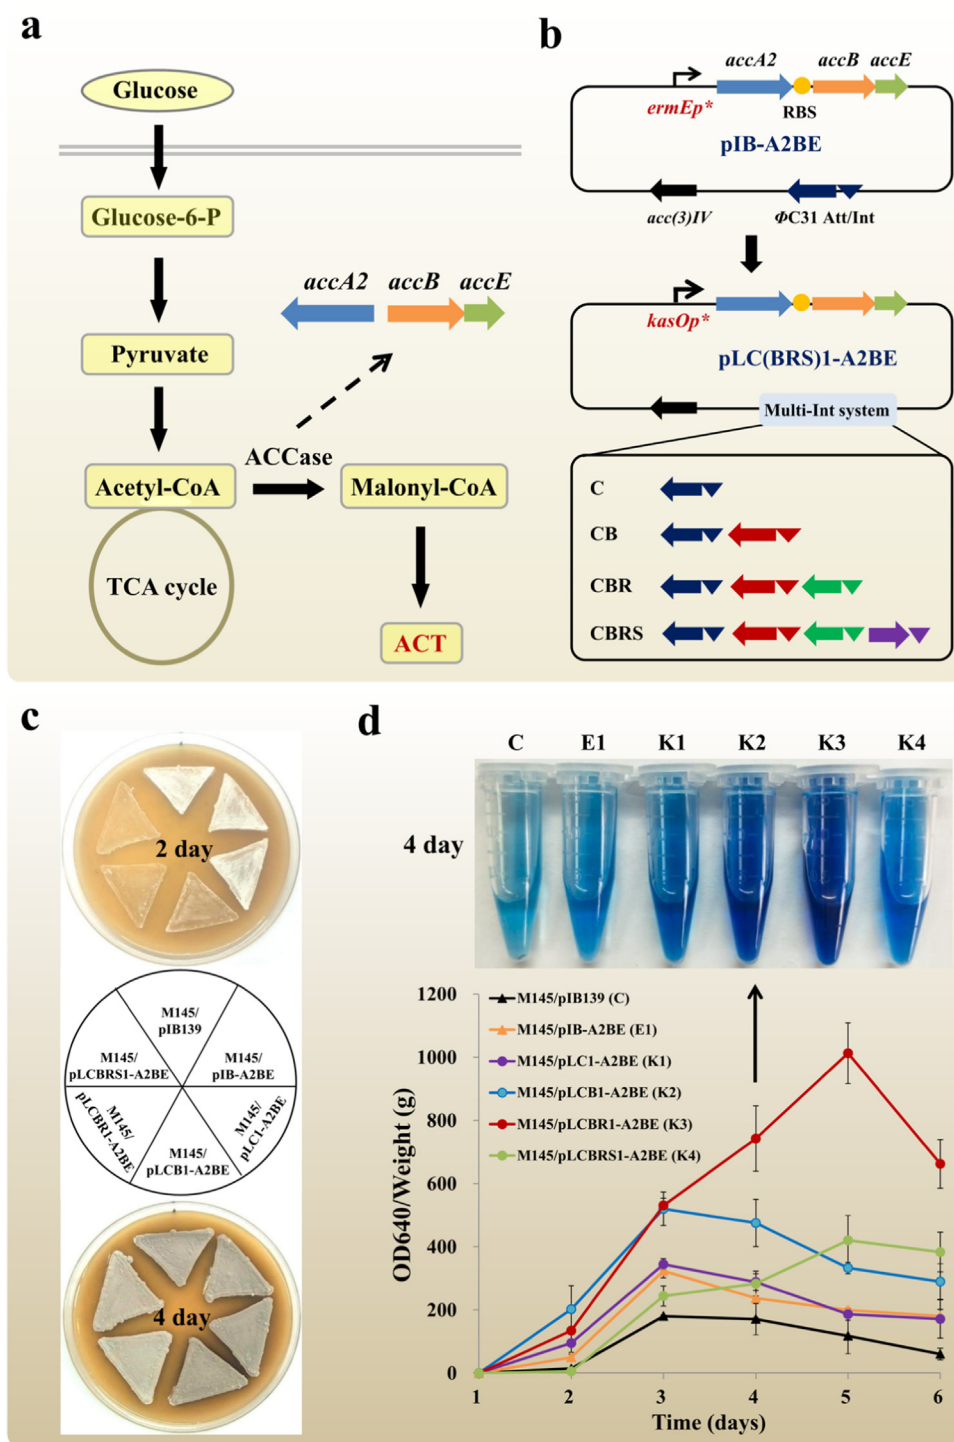 a
Glucose
Glucose-6-P
Pyruvate
accA2 accB accE
ACCase
Acetyl-CoA
Malonyl-CoA
TCA cycle
ACT
b
accA2 accB accE
ermEp*
RBS
pIB-A2BE
acc(3)IV
ΦC31 Att/Int
kasOp*
pLC(BRS)1-A2BE
Multi-Int system
C
CB
CBR
CBRS
c
2 day
M145/
pIB139
M145/
pLCBRS1-A2BE
M145/
pIB-A2BE
M145/
pLCBR1-A2BE
M145/
pLCB1-A2BE
M145/
pLC1-A2BE
4 day
d
C E1 K1 K2 K3 K4
4 day
OD640/Weight (g)
1200
1000
800
600
400
200
0
M145/pIB139 (C)
M145/pIB-A2BE (E1)
M145/pLC1-A2BE (K1)
M145/pLCB1-A2BE (K2)
M145/pLCBR1-A2BE (K3)
M145/pLCBRS1-A2BE (K4)
1 2 3 4 5 6
Time (days)